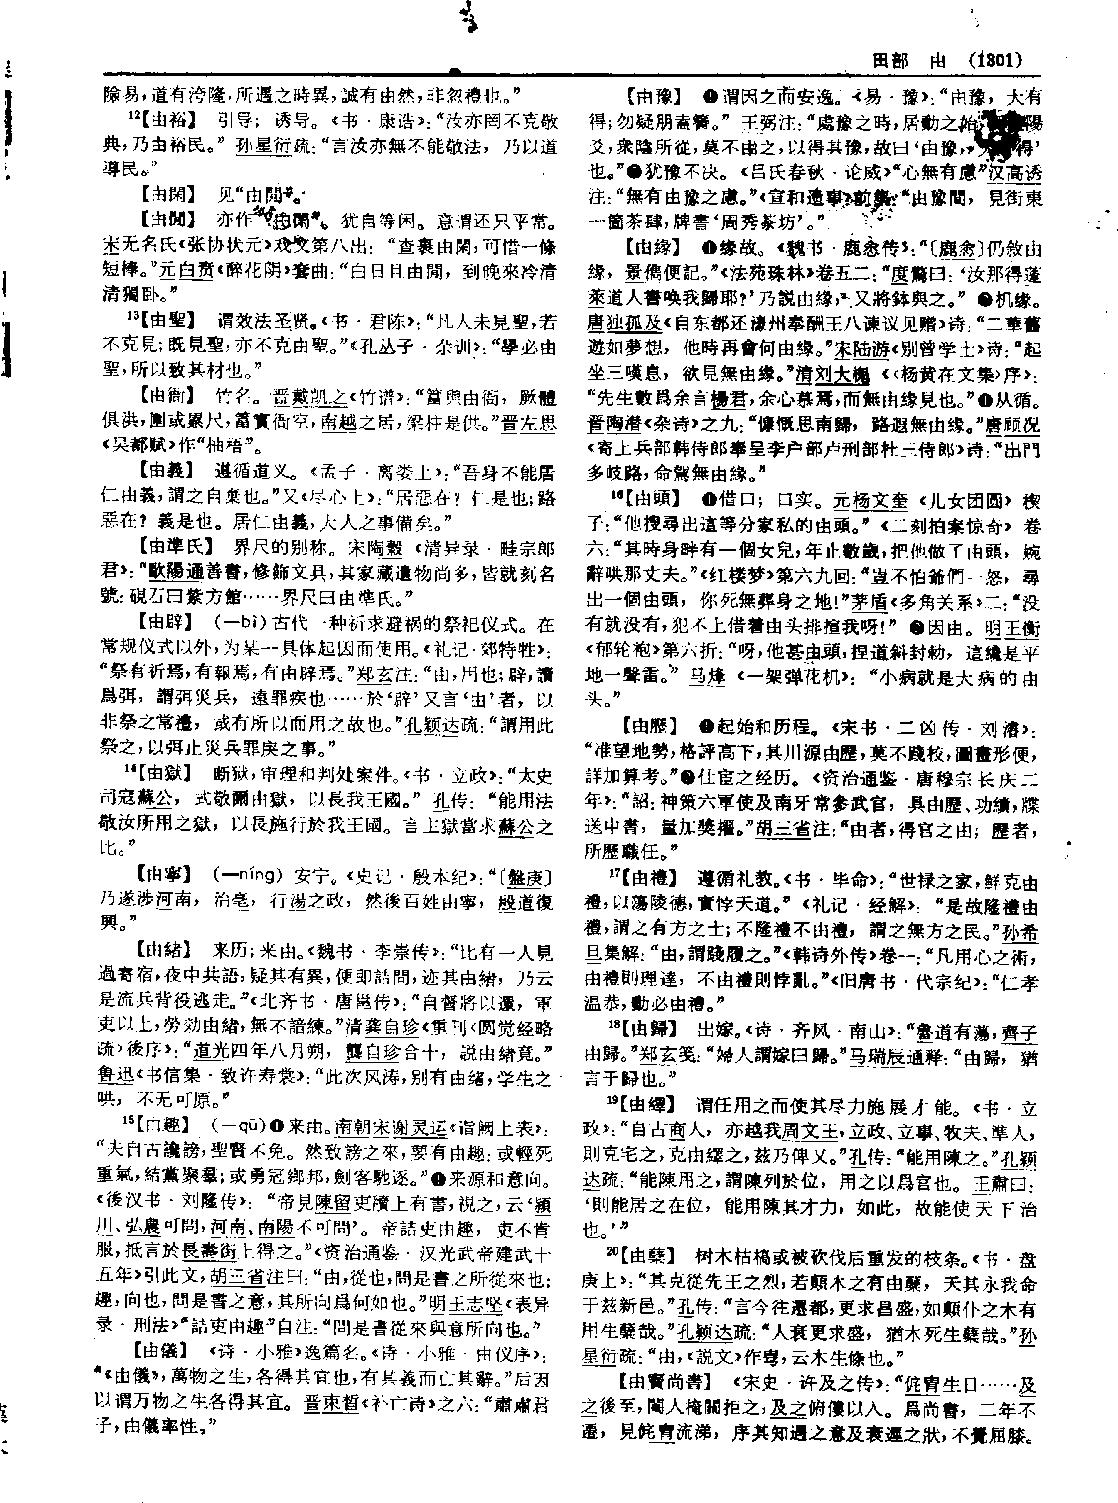 田部 由 (1301)
險易，道有洿隆，所遇之時異，誠有由然，非忽禮也。”
12【由裕】 引导；诱导。《书·康诰》：“汝亦罔不克敬
典，乃由裕民。”孙星衍疏：“言汝亦無不能敬法，乃以道
導民。”
【由閑】 见“由閒”。
【由閒】 亦作“由閑”。犹自等闲。意谓还只平常。
宋无名氏《张协状元》戏文第八出：“查裹由閑，可惜一條
短棒。”元白贲《醉花阴》套曲：“白日且由閒，到晚來冷清
清獨卧。”
13【由聖】 谓效法圣贤。《书·君陈》：“凡人未見聖，若
不克見；既見聖，亦不克由聖。”《孔丛子·杂训》：“學必由
聖，所以致其材也。”
【由衙】 竹名。晋戴凯之《竹谱》：“篁與由衙，厥體
俱洪，圍或累尺，篁實衙空，南越之居，梁柱是供。”晋左思
《吴都赋》作“柚梧”。
【由義】 遵循道义。《孟子·离娄上》：“吾身不能居
仁由義，謂之自棄也。”又《尽心上》：“居惡在？仁是也；路
惡在？義是也。居仁由義，大人之事備矣。”
【由準氏】 界尺的别称。宋陶穀《清异录·畦宗郎
君》：“歐陽通善書，修飾文具，其家藏遺物尚多，皆就刻名
號：硯石曰紫方館……界尺曰由準氏。”
【由辟】 （—bì）古代一种祈求避祸的祭祀仪式。在
常规仪式以外，为某一具体起因而使用。《礼记·郊特牲》：
“祭有祈焉，有報焉，有由辟焉。”郑玄注：“由，用也；辟，讀
爲弭，謂弭災兵，遠罪疾也……於‘辟’又言‘由’者，以
非祭之常禮，或有所以而用之故也。”孔颖达疏：“謂用此
祭之，以弭止災兵罪戾之事。”
14【由獄】 断狱，审理和判处案件。《书·立政》：“太史
司寇蘇公，式敬爾由獄，以長我王國。”孔传：“能用法
敬汝所用之獄，以長施行於我王國。言主獄當求蘇公之
比。”
【由寧】 （—níng）安宁。《史记·殷本纪》：“〔盤庚〕
乃遂涉河南，治亳，行湯之政，然後百姓由寧，殷道復
興。”
【由緒】 来历；来由。《魏书·李崇传》：“比有一人見
過寄宿，夜中共語，疑其有異，便即詰問，迹其由緒，乃云
是流兵背役逃走。”《北齐书·唐邕传》：“自督將以還，軍
吏以上，勞効由緒，無不諳練。”清龚自珍《重刊〈圆觉经略
疏〉後序》：“道光四年八月朔，龔自珍合十，説由緒竟。”
鲁迅《书信集·致许寿裳》：“此次风涛，别有由绪，学生之
哄，不无可原。”
15【由趣】 （—qū）❶来由。南朝宋谢灵运《诣阙上表》：
“夫自古讒謗，聖賢不免。然致謗之來，要有由趣：或輕死
重氣，結黨聚羣；或勇冠鄉邦，劍客馳逐。”❷来源和意向。
《後汉书·刘隆传》：“帝見陳留吏牘上有書，視之，云‘潁
川、弘農可問，河南、南陽不可問’。帝詰吏由趣，吏不肯
服，抵言於長壽街上得之。”《资治通鉴·汉光武帝建武十
五年》引此文，胡三省注曰：“由，從也，問是書之所從來也；
趣，向也，問是書之意，其所向爲何如也。”明王志坚《表异
录·刑法》“詰吏由趣”自注：“問是書從來與意所向也。”
【由儀】 《诗·小雅》逸篇名。《诗·小雅·由仪序》：
“《由儀》，萬物之生，各得其宜也，有其義而亡其辭。”后因
以谓万物之生各得其宜。晋束皙《补亡诗》之六：“肅肅君
子，由儀率性。”
【由豫】 ❶谓因之而安逸。《易·豫》：“由豫，大有
得；勿疑朋盍簪。”王弼注：“處豫之時，居動之始，陽
爻，衆陰所從，莫不由之，以得其豫，故曰‘由豫，大得’
也。”❷犹豫不决。《吕氏春秋·论威》“心無有慮”汉高诱
注：“無有由豫之慮。”《宣和遗事》前集：“由豫間，見街東
一箇茶肆，牌書‘周秀茶坊’。”
【由緣】 ❶缘故。《魏书·鹿悆传》：“〔鹿悆〕仍敘由
緣，景儁便記。”《法苑珠林》卷五二：“度驚曰：‘汝那得蓬
萊道人書唤我歸耶？’乃説由緣，又將鉢與之。”❷机缘。
唐独孤及《自东都还濠州奉酬王八谏议见赠》诗：“二華舊
遊如夢想，他時再會何由緣。”宋陆游《别曾学士》诗：“起
坐三嘆息，欲見無由緣。”清刘大櫆《〈杨黄在文集〉序》：
“先生數爲余言楊君，余心慕焉，而無由緣見也。”❸从循。
晋陶潜《杂诗》之九：“慷慨思南歸，路遐無由緣。”唐顾况
《寄上兵部韩侍郎奉呈李户部卢刑部杜三侍郎》诗：“出門
多岐路，命駕無由緣。”
16【由頭】 ❶借口；口实。元杨文奎《儿女团圆》楔
子：“他搜尋出這等分家私的由頭。”《二刻拍案惊奇》卷
六：“其時身畔有一個女兒，年止數歲，把他做了由頭，婉
辭哄那丈夫。”《红楼梦》第六九回：“豈不怕爺們一怒，尋
出一個由頭，你死無葬身之地！”茅盾《多角关系》二：“没
有就没有，犯不上借着由头排揎我呀！”❷因由。明王衡
《郁轮袍》第六折：“呀，他甚由頭，捏道斜封勅，這纔是平
地一聲雷。”马烽《一架弹花机》：“小病就是大病的由
头。”
【由歷】 ❶起始和历程。《宋书·二凶传·刘濬》：
“准望地勢，格評高下，其川源由歷，莫不踐校，圖畫形便，
詳加算考。”❷仕宦之经历。《资治通鉴·唐穆宗长庆二
年》：“詔：神策六軍使及南牙常參武官，具由歷、功績，牒
送中書，量加獎擢。”胡三省注：“由者，得官之由；歷者，
所歷職任。”
17【由禮】 遵循礼教。《书·毕命》：“世禄之家，鮮克由
禮，以蕩陵德，實悖天道。”《礼记·经解》：“是故隆禮由
禮，謂之有方之士；不隆禮不由禮，謂之無方之民。”孙希
旦集解：“由，謂踐履之。”《韩诗外传》卷一：“凡用心之術，
由禮則理達，不由禮則悖亂。”《旧唐书·代宗纪》：“仁孝
温恭，動必由禮。”
18【由歸】 出嫁。《诗·齐风·南山》：“魯道有蕩，齊子
由歸。”郑玄笺：“婦人謂嫁曰歸。”马瑞辰通释：“由歸，猶
言于歸也。”
19【由繹】 谓任用之而使其尽力施展才能。《书·立
政》：“自古商人，亦越我周文王，立政、立事、牧夫、準人，
則克宅之，克由繹之，兹乃俾乂。”孔传：“能用陳之。”孔颖
达疏：“能陳用之，謂陳列於位，用之以爲官也。王肅曰：
‘則能居之在位，能用陳其才力，如此，故能使天下治
也。’”
20【由蘖】 树木枯槁或被砍伐后重发的枝条。《书·盘
庚上》：“其克從先王之烈；若顛木之有由蘖，天其永我命
于兹新邑。”孔传：“言今往遷都，更求昌盛，如顛仆之木有
用生蘖哉。”孔颖达疏：“人衰更求盛，猶木死生蘖哉。”孙
星衍疏：“由，《説文》作㽕，云木生條也。”
【由竇尚書】 《宋史·许及之传》：“侂胄生日……及
之後至，閽人掩關拒之，及之俯僂以入。爲尚書，二年不
遷，見侂胄流涕，序其知遇之意及衰遲之狀，不覺屈膝。